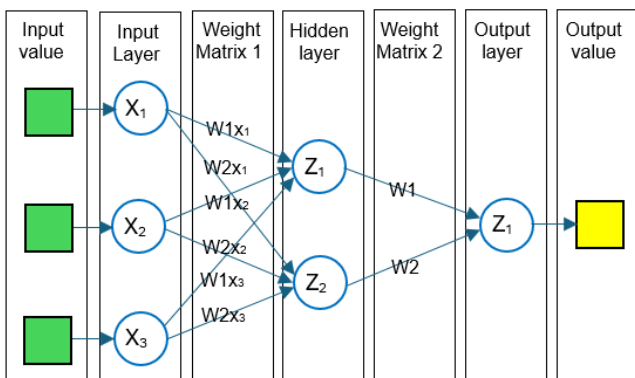 Input
value
Input
Layer
Weight
Matrix 1
Hidden
layer
Weight
Matrix 2
Output
layer
Output
value
X₁
X₂
X₃
W1x₁
W2x₁
W1x₂
W2x₂
W1x₃
W2x₃
Z₁
Z₂
W1
W2
Z₁